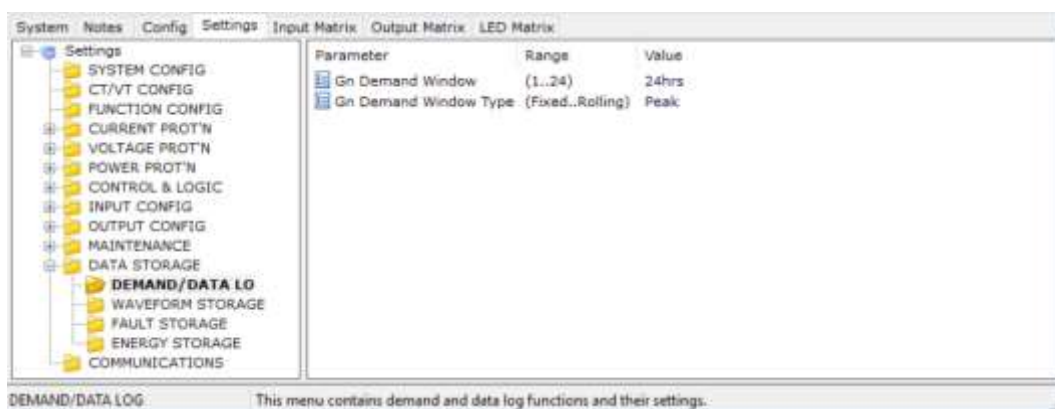 System Notes Config Settings Input Matrix Output Matrix LED Matrix
Settings
SYSTEM CONFIG
CT/VT CONFIG
FUNCTION CONFIG
CURRENT PROT'N
VOLTAGE PROT'N
POWER PROT'N
CONTROL & LOGIC
INPUT CONFIG
OUTPUT CONFIG
MAINTENANCE
DATA STORAGE
DEMAND/DATA LO
WAVEFORM STORAGE
FAULT STORAGE
ENERGY STORAGE
COMMUNICATIONS
Parameter Range Value
Gn Demand Window (1..24) 24hrs
Gn Demand Window Type (Fixed..Rolling) Peak
DEMAND/DATA LOG This menu contains demand and data log functions and their settings.